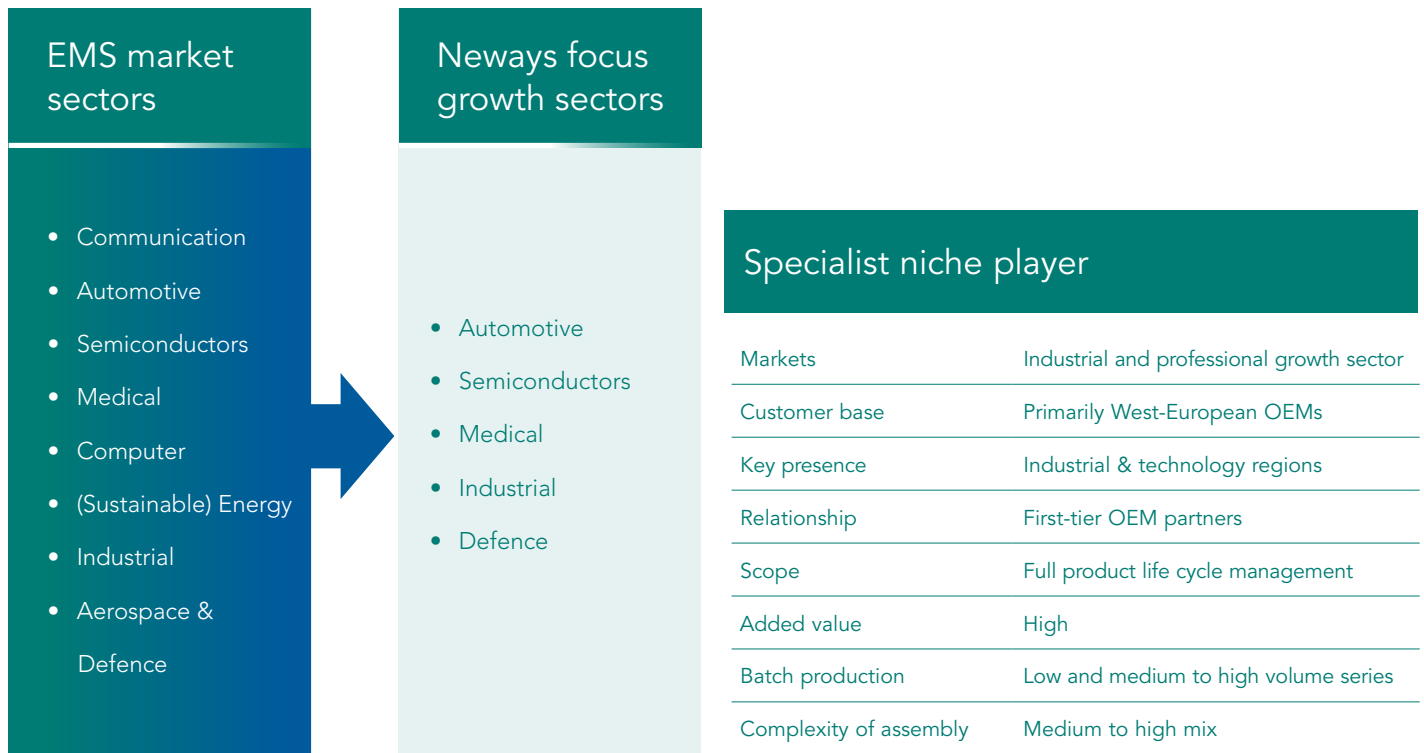 EMS market
sectors
• Communication
• Automotive
• Semiconductors
• Medical
• Computer
• (Sustainable) Energy
• Industrial
• Aerospace &
Defence
Neways focus
growth sectors
• Automotive
• Semiconductors
• Medical
• Industrial
• Defence
Specialist niche player
Markets Industrial and professional growth sector
Customer base Primarily West-European OEMs
Key presence Industrial & technology regions
Relationship First-tier OEM partners
Scope Full product life cycle management
Added value High
Batch production Low and medium to high volume series
Complexity of assembly Medium to high mix